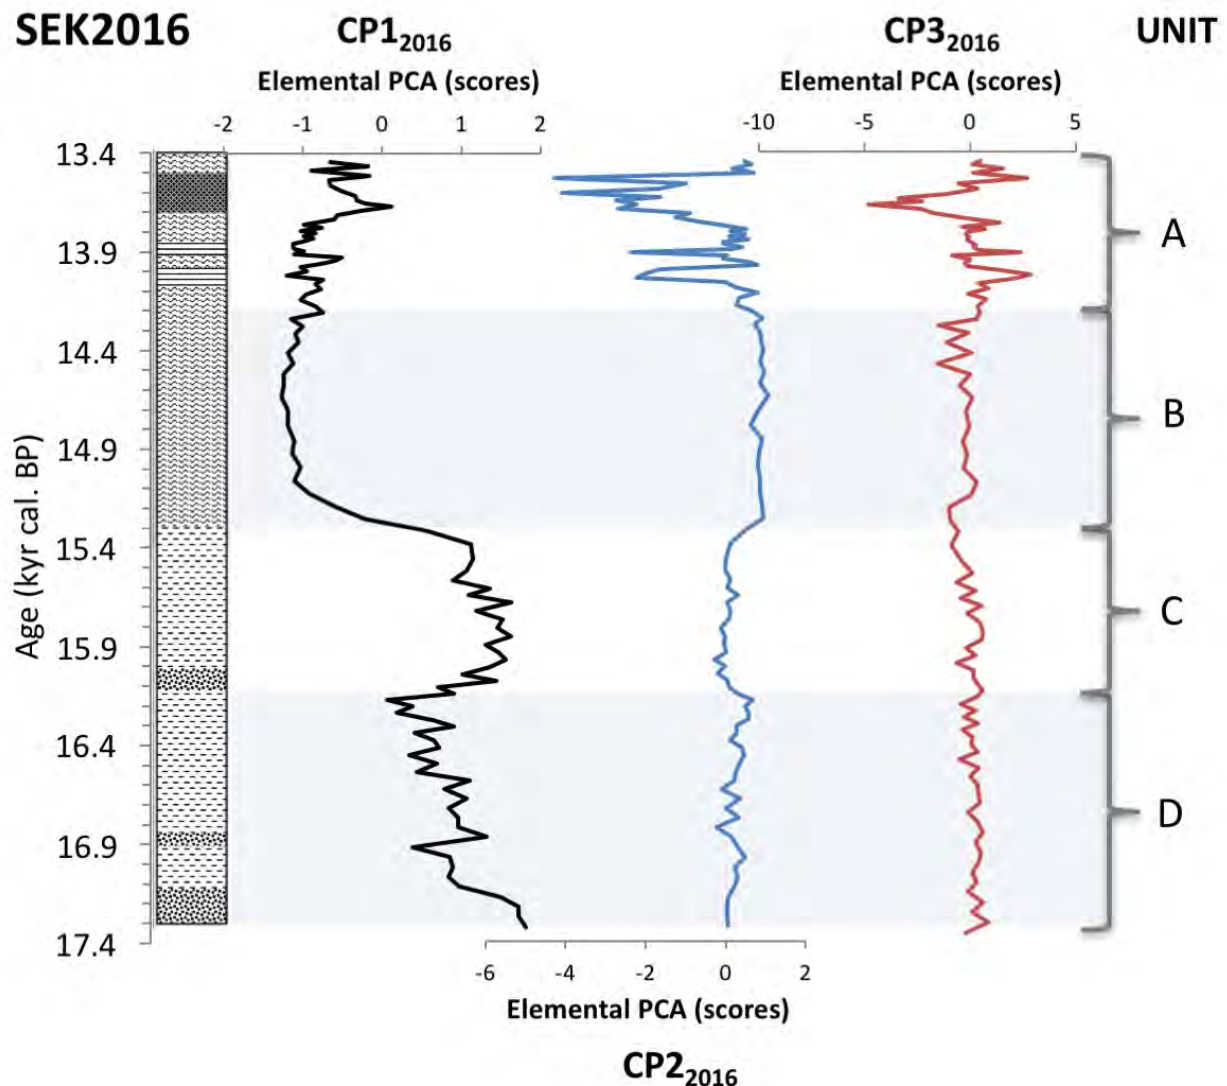 SEK2016 CP1₂₀₁₆ CP3₂₀₁₆ UNIT
Elemental PCA (scores) Elemental PCA (scores)
-2 -1 0 1 2 -10 -5 0 5
13.4
A
13.9
14.4
B
14.9
Age (kyr cal. BP)
15.4
C
15.9
16.4
D
16.9
17.4
-6 -4 -2 0 2
Elemental PCA (scores)
CP2₂₀₁₆